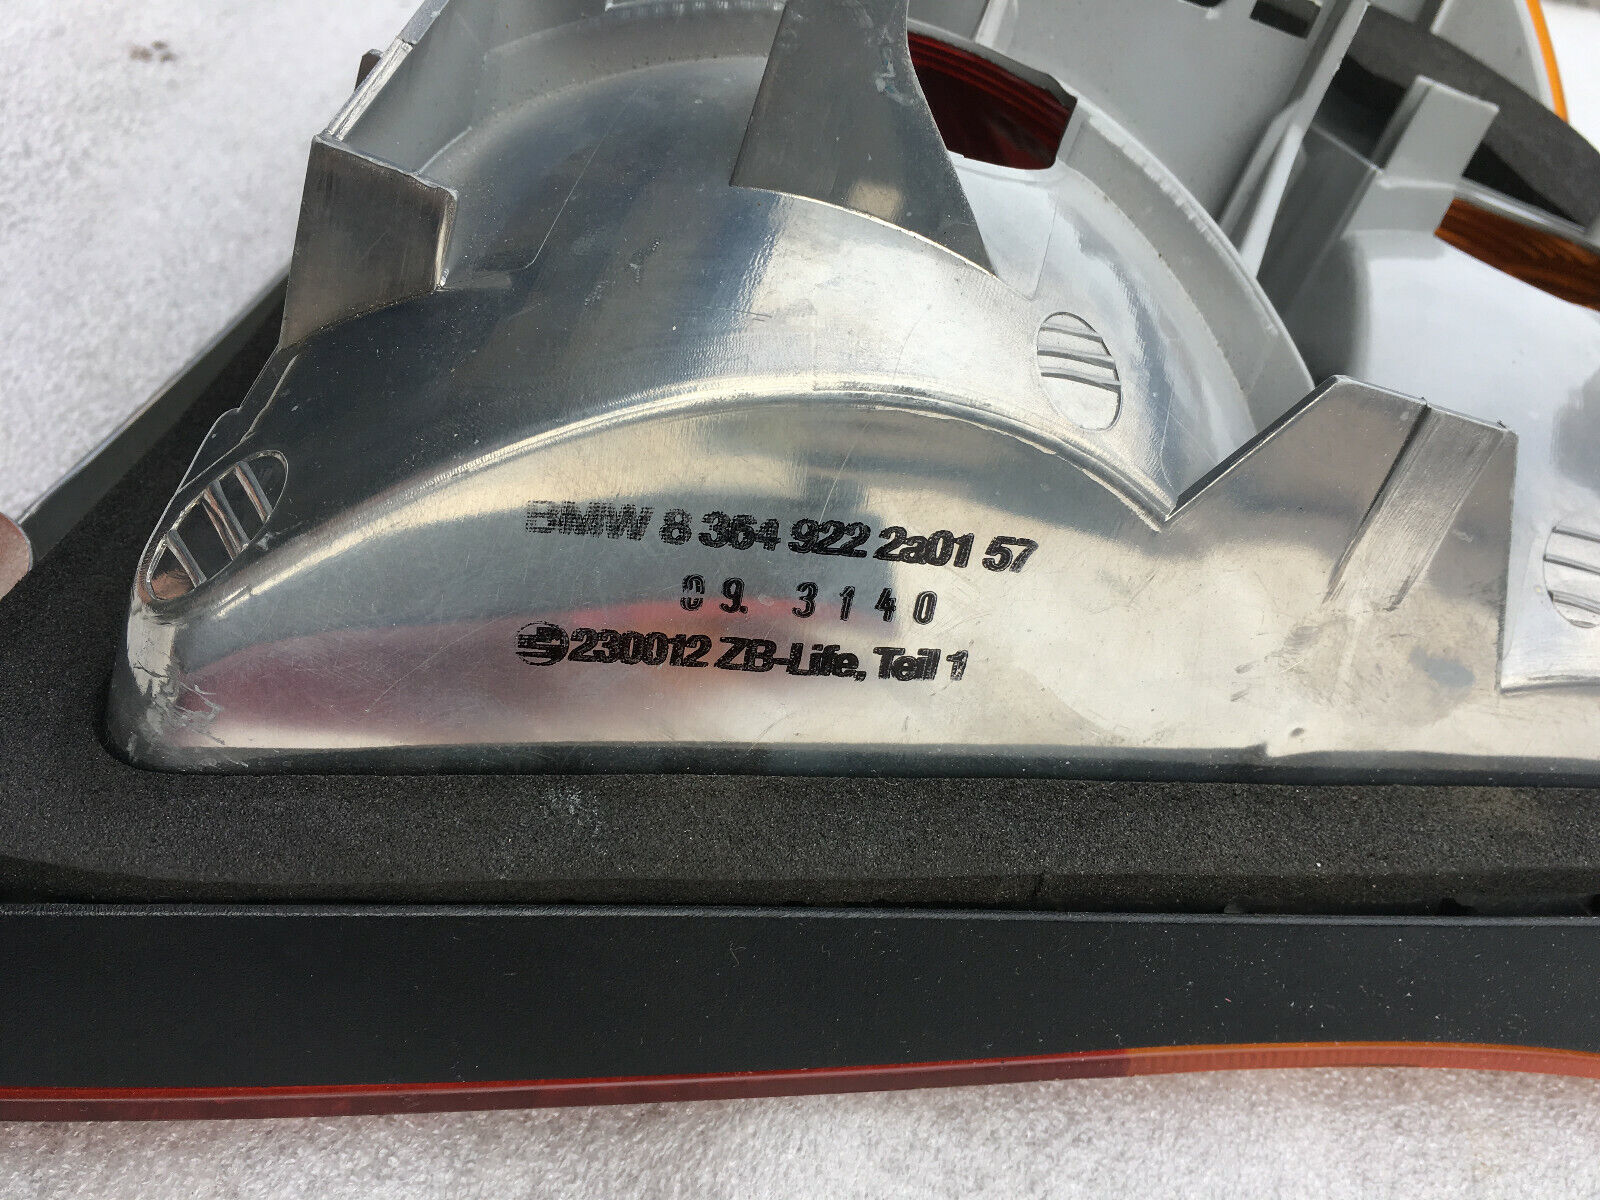 BMW 8 364 922 2a01 57
09. 3140
230012 ZB-Life, Teil 1